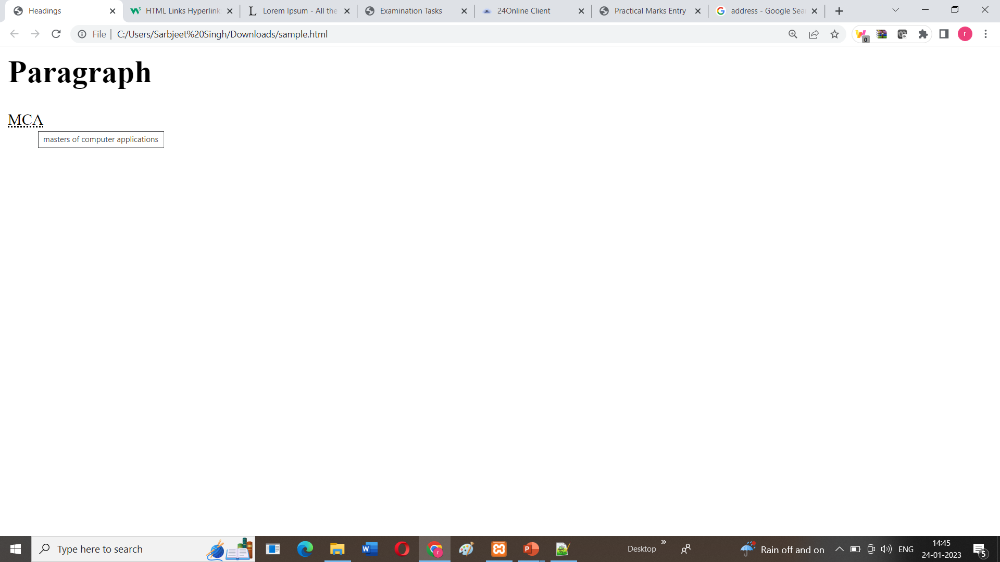 Headings
HTML Links Hyperlink
Lorem Ipsum - All the
Examination Tasks
24Online Client
Practical Marks Entry
address - Google Sea
File
C:/Users/Sarbjeet%20Singh/Downloads/sample.html
0
r
Paragraph
MCA
masters of computer applications
Type here to search
Desktop
Rain off and on
ENG
14:45
24-01-2023
5